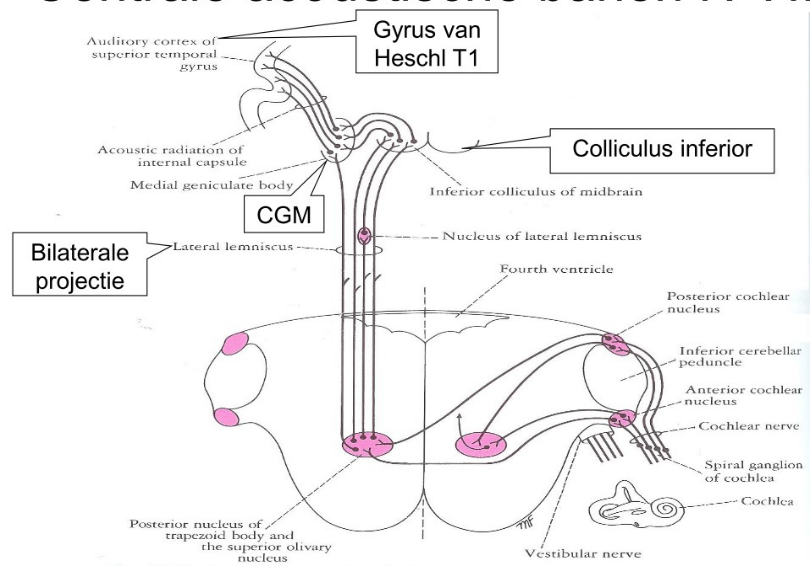 Gyrus van
Heschl T1
Auditory cortex of
superior temporal
gyrus
Colliculus inferior
Acoustic radiation of
internal capsule
Medial geniculate body
Inferior colliculus of midbrain
CGM
Bilaterale
projectie
Lateral lemniscus
Nucleus of lateral lemniscus
Fourth ventricle
Posterior cochlear
nucleus
Inferior cerebellar
peduncle
Anterior cochlear
nucleus
Cochlear nerve
Spiral ganglion
of cochlea
Cochlea
Posterior nucleus of
trapezoid body and
the superior olivary
nucleus
Vestibular nerve